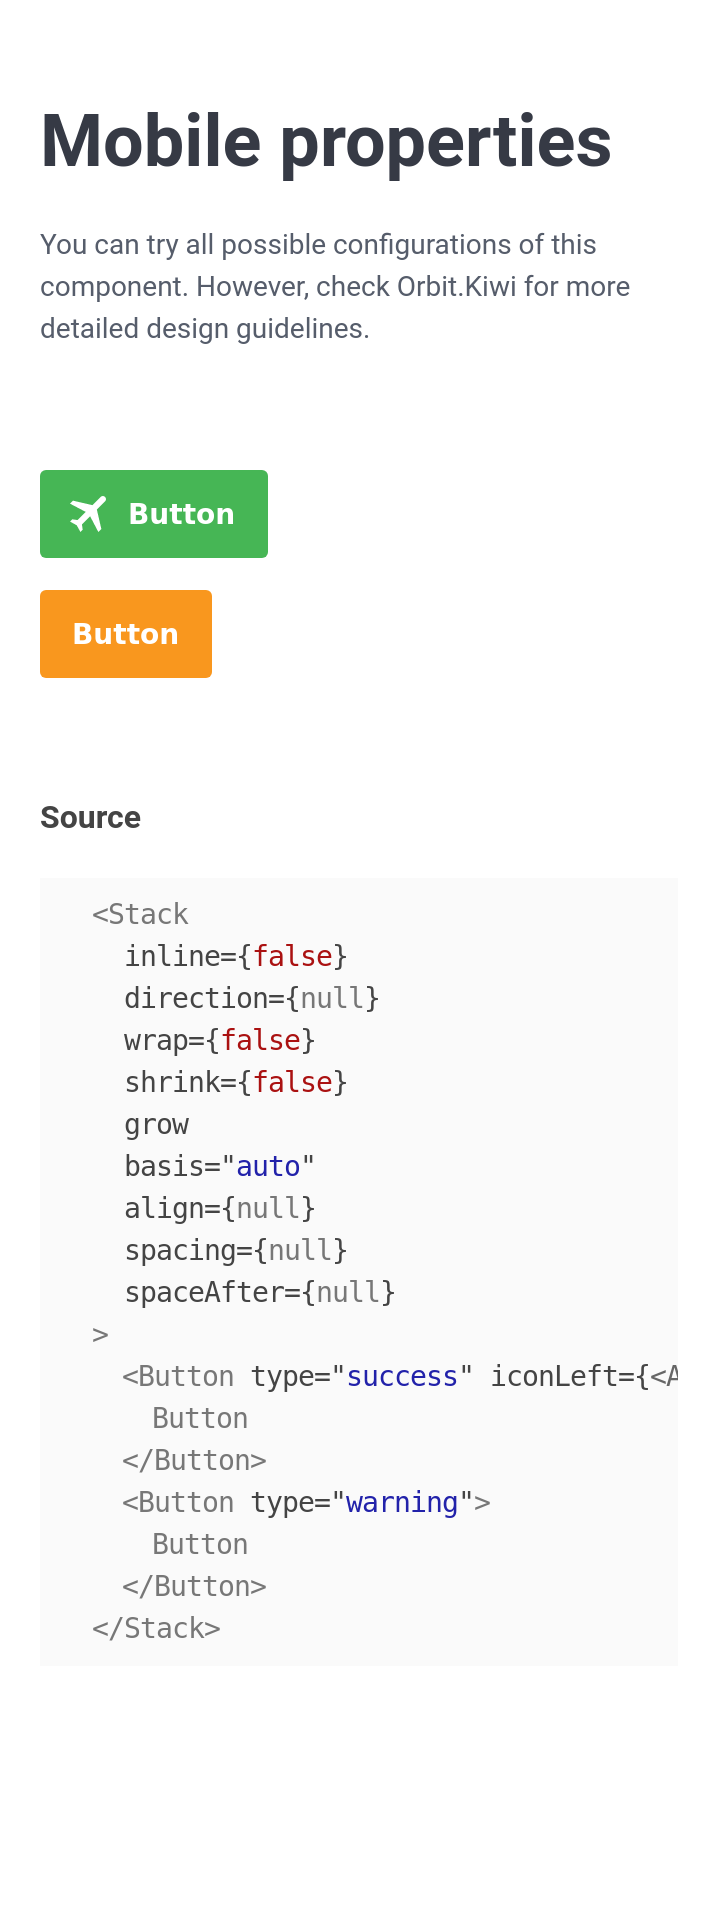 Mobile properties
You can try all possible configurations of this
component. However, check Orbit.Kiwi for more
detailed design guidelines.
Button
Button
Source
<Stack
inline={false}
direction={null}
wrap={false}
shrink={false}
grow
basis="auto"
align={null}
spacing={null}
spaceAfter={null}
>
<Button type="success" iconLeft={<A
Button
</Button>
<Button type="warning">
Button
</Button>
</Stack>